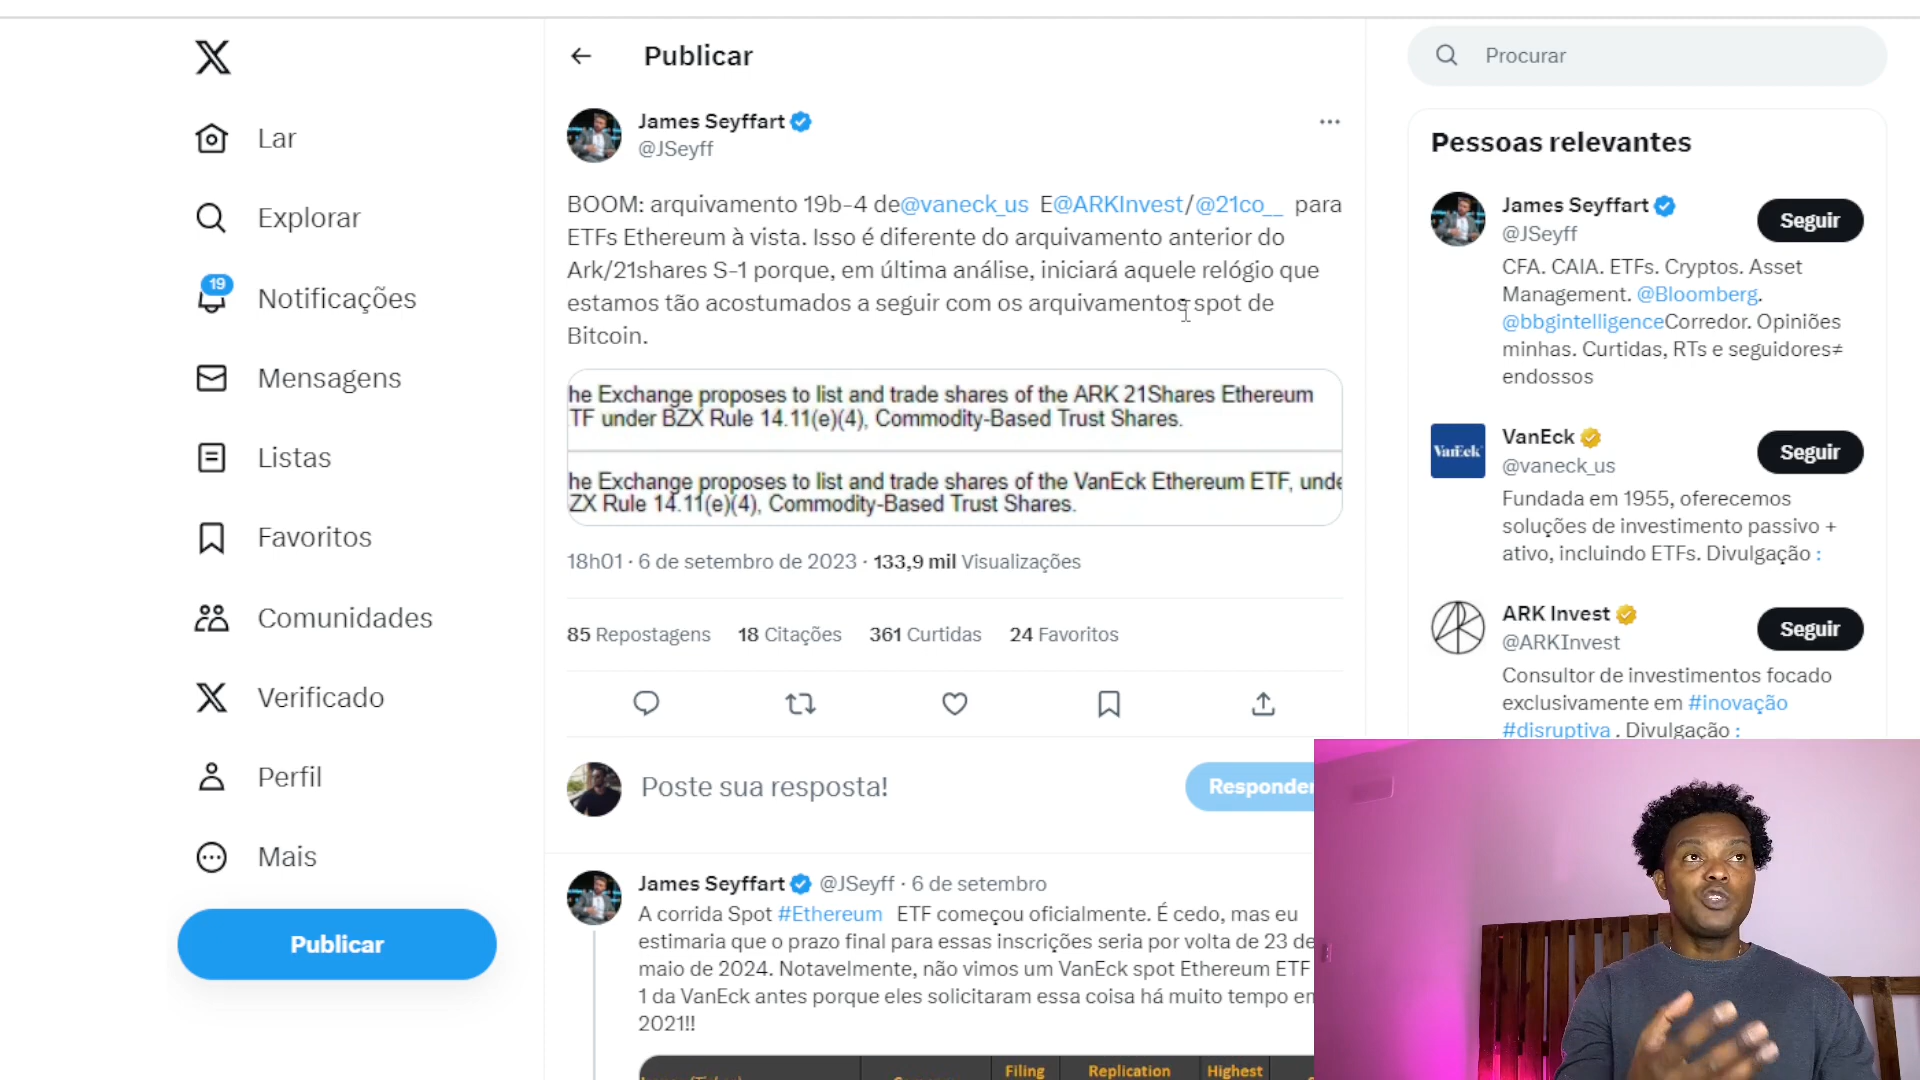 Publicar
Procurar
Lar
Explorar
19
Notificações
Mensagens
Listas
Favoritos
Comunidades
Verificado
Perfil
Mais
Publicar
James Seyffart
@JSeyff
BOOM: arquivamento 19b-4 de@vaneck_us E@ARKInvest/@21co__ para
ETFs Ethereum à vista. Isso é diferente do arquivamento anterior do
Ark/21shares S-1 porque, em última análise, iniciará aquele relógio que
estamos tão acostumados a seguir com os arquivamentos spot de
Bitcoin.
he Exchange proposes to list and trade shares of the ARK 21Shares Ethereum
TF under BZX Rule 14.11(e)(4), Commodity-Based Trust Shares.
he Exchange proposes to list and trade shares of the VanEck Ethereum ETF, unde
ZX Rule 14.11(e)(4), Commodity-Based Trust Shares.
18h01 · 6 de setembro de 2023 · 133,9 mil Visualizações
85 Repostagens 18 Citações 361 Curtidas 24 Favoritos
Poste sua resposta!
Responder
James Seyffart @JSeyff · 6 de setembro
A corrida Spot #Ethereum ETF começou oficialmente. É cedo, mas eu
estimaria que o prazo final para essas inscrições seria por volta de 23 de
maio de 2024. Notavelmente, não vimos um VanEck spot Ethereum ETF
1 da VanEck antes porque eles solicitaram essa coisa há muito tempo em
2021!!
Filing Replication Highest
Pessoas relevantes
James Seyffart
@JSeyff
Seguir
CFA. CAIA. ETFs. Cryptos. Asset
Management. @Bloomberg.
@bbgintelligenceCorredor. Opiniões
minhas. Curtidas, RTs e seguidores≠
endossos
VanEck
VanEck
@vaneck_us
Seguir
Fundada em 1955, oferecemos
soluções de investimento passivo +
ativo, incluindo ETFs. Divulgação :
ARK Invest
@ARKInvest
Seguir
Consultor de investimentos focado
exclusivamente em #inovação
#disruptiva . Divulgação :